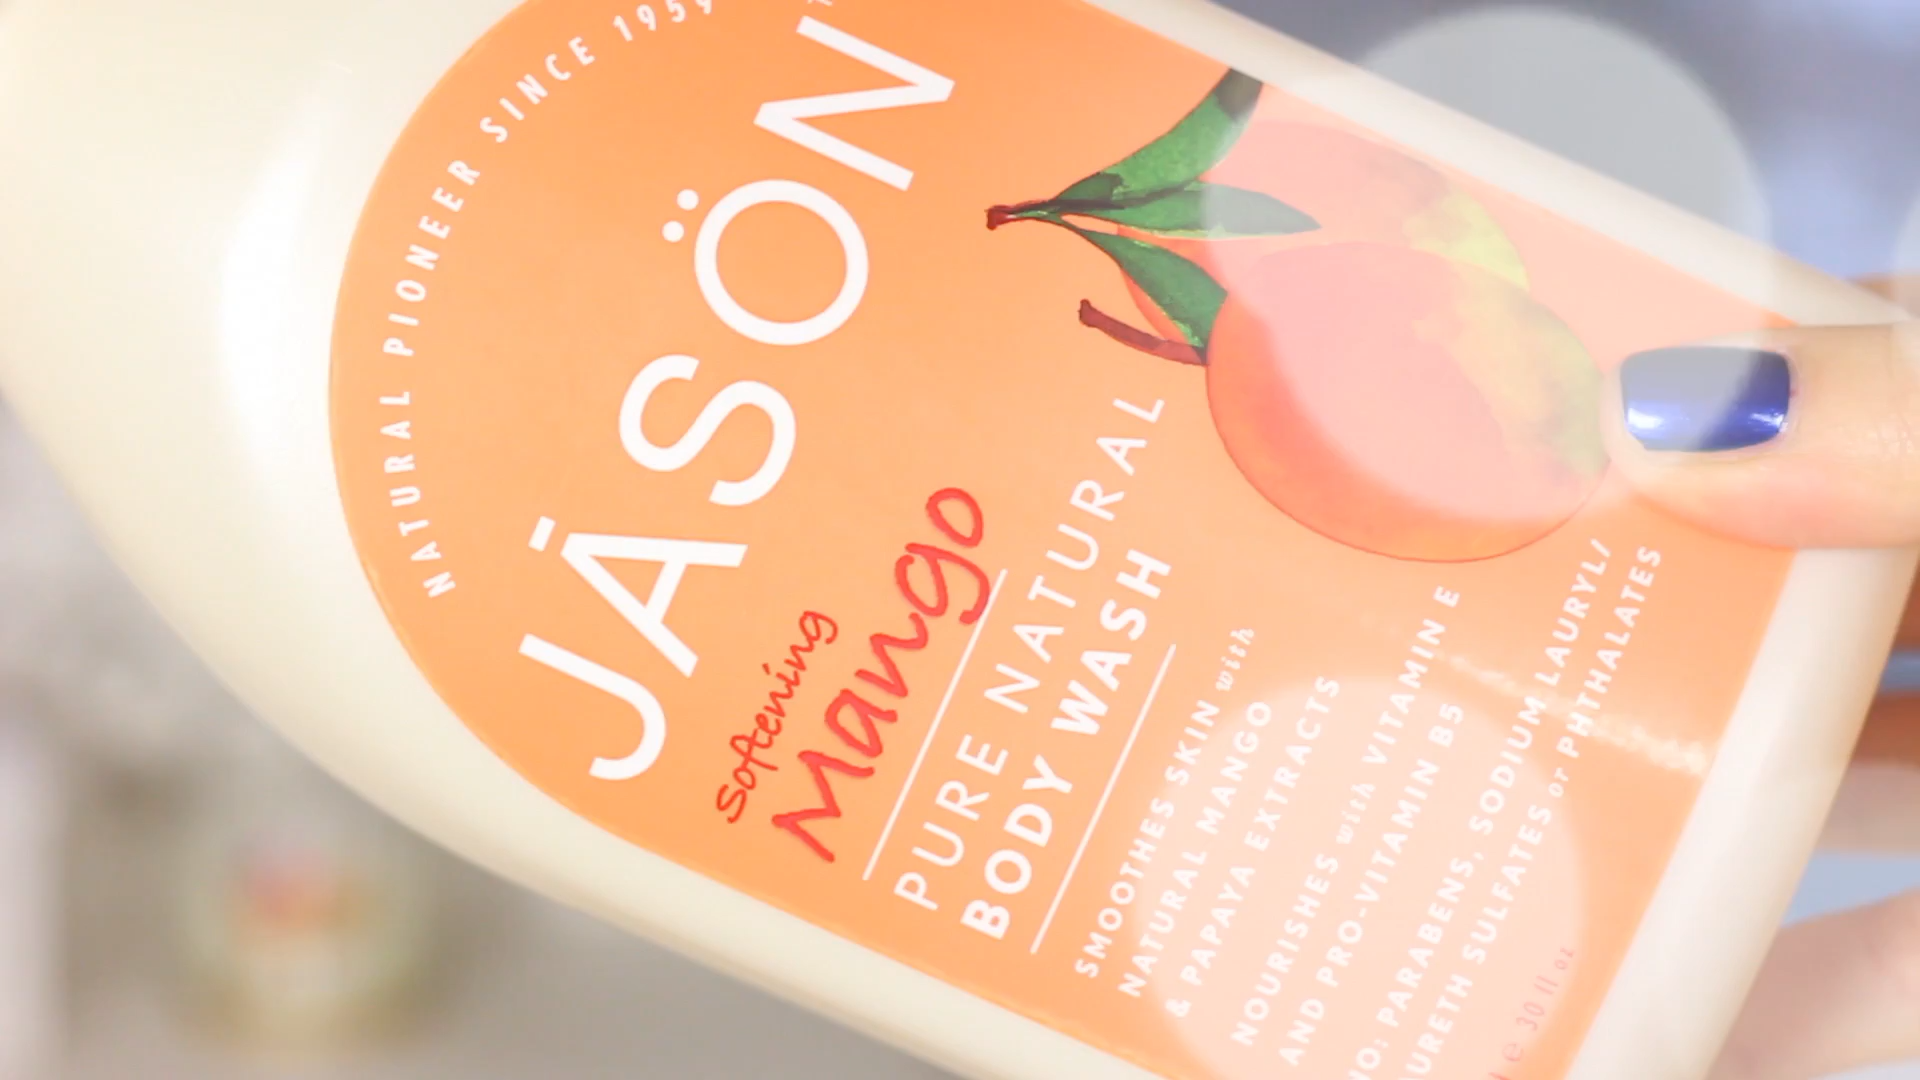 NATURAL PIONEER SINCE 1959
JĀSÖN
softening
Mango
PURE NATURAL
BODY WASH
SMOOTHES SKIN with
NATURAL MANGO
& PAPAYA EXTRACTS
NOURISHES with VITAMIN E
AND PRO-VITAMIN B5
NO: PARABENS, SODIUM LAURYL/
LAURETH SULFATES or PHTHALATES
℮ 30 fl oz